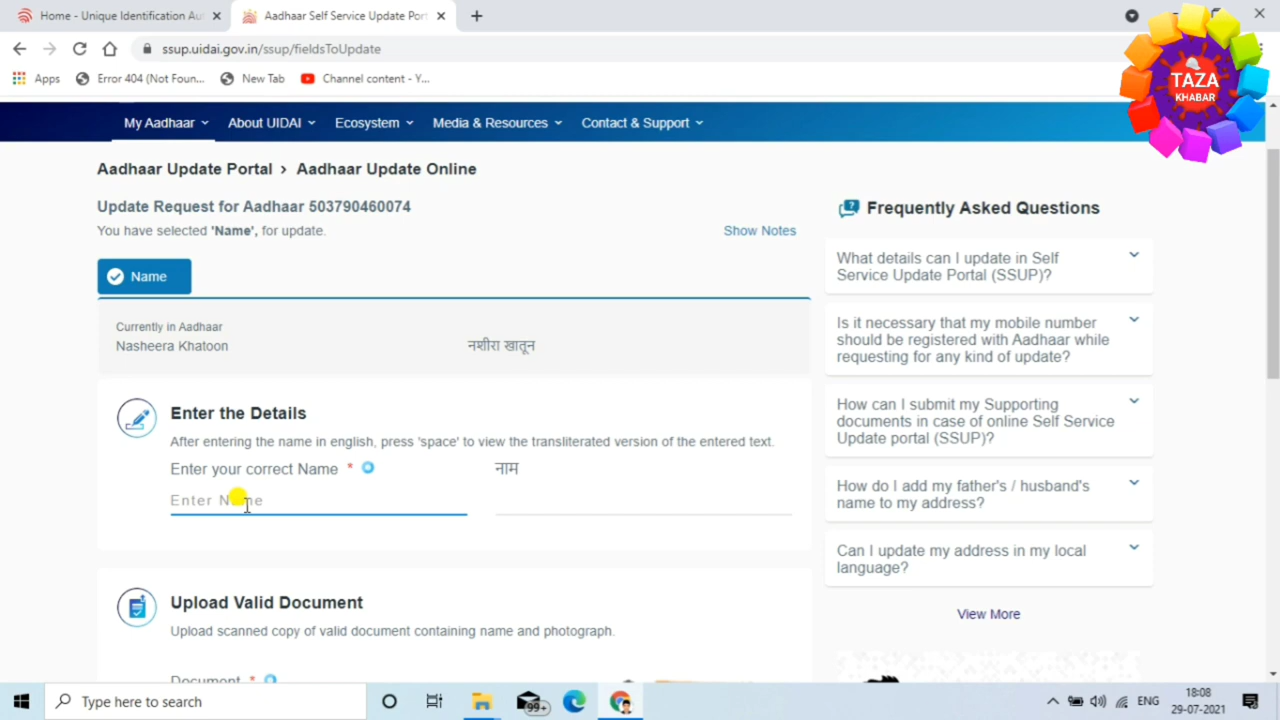 Home - Unique Identification Au
Aadhaar Self Service Update Port
ssup.uidai.gov.in/ssup/fieldsToUpdate
Apps
Error 404 (Not Foun...
New Tab
Channel content - Y...
TAZA
KHABAR
My Aadhaar
About UIDAI
Ecosystem
Media & Resources
Contact & Support
Aadhaar Update Portal › Aadhaar Update Online
Update Request for Aadhaar 503790460074
You have selected 'Name', for update.
Show Notes
Name
Currently in Aadhaar
Nasheera Khatoon
नशीरा खातून
Enter the Details
After entering the name in english, press 'space' to view the transliterated version of the entered text.
Enter your correct Name *
नाम
Enter Name
Upload Valid Document
Upload scanned copy of valid document containing name and photograph.
Document *
Frequently Asked Questions
What details can I update in Self
Service Update Portal (SSUP)?
Is it necessary that my mobile number
should be registered with Aadhaar while
requesting for any kind of update?
How can I submit my Supporting
documents in case of online Self Service
Update portal (SSUP)?
How do I add my father's / husband's
name to my address?
Can I update my address in my local
language?
View More
Type here to search
99+
ENG
18:08
29-07-2021